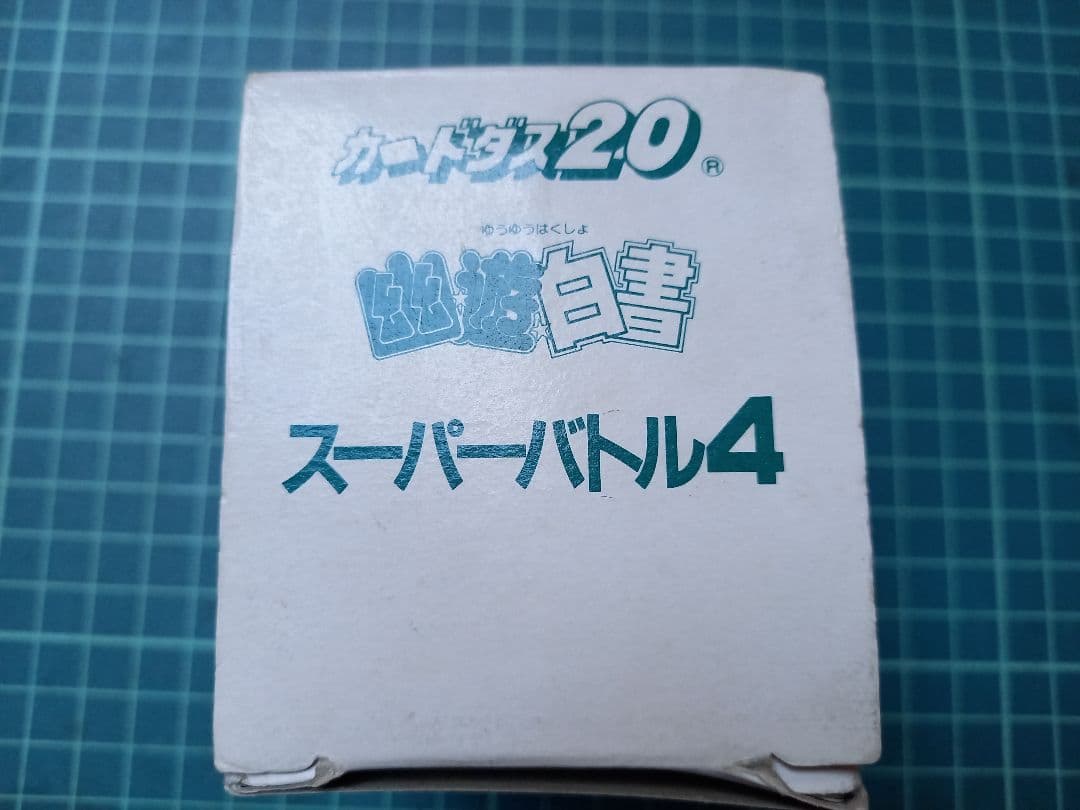 カードダス20®
ゆうゆうはくしょ
幽☆遊☆白書
スーパーバトル4